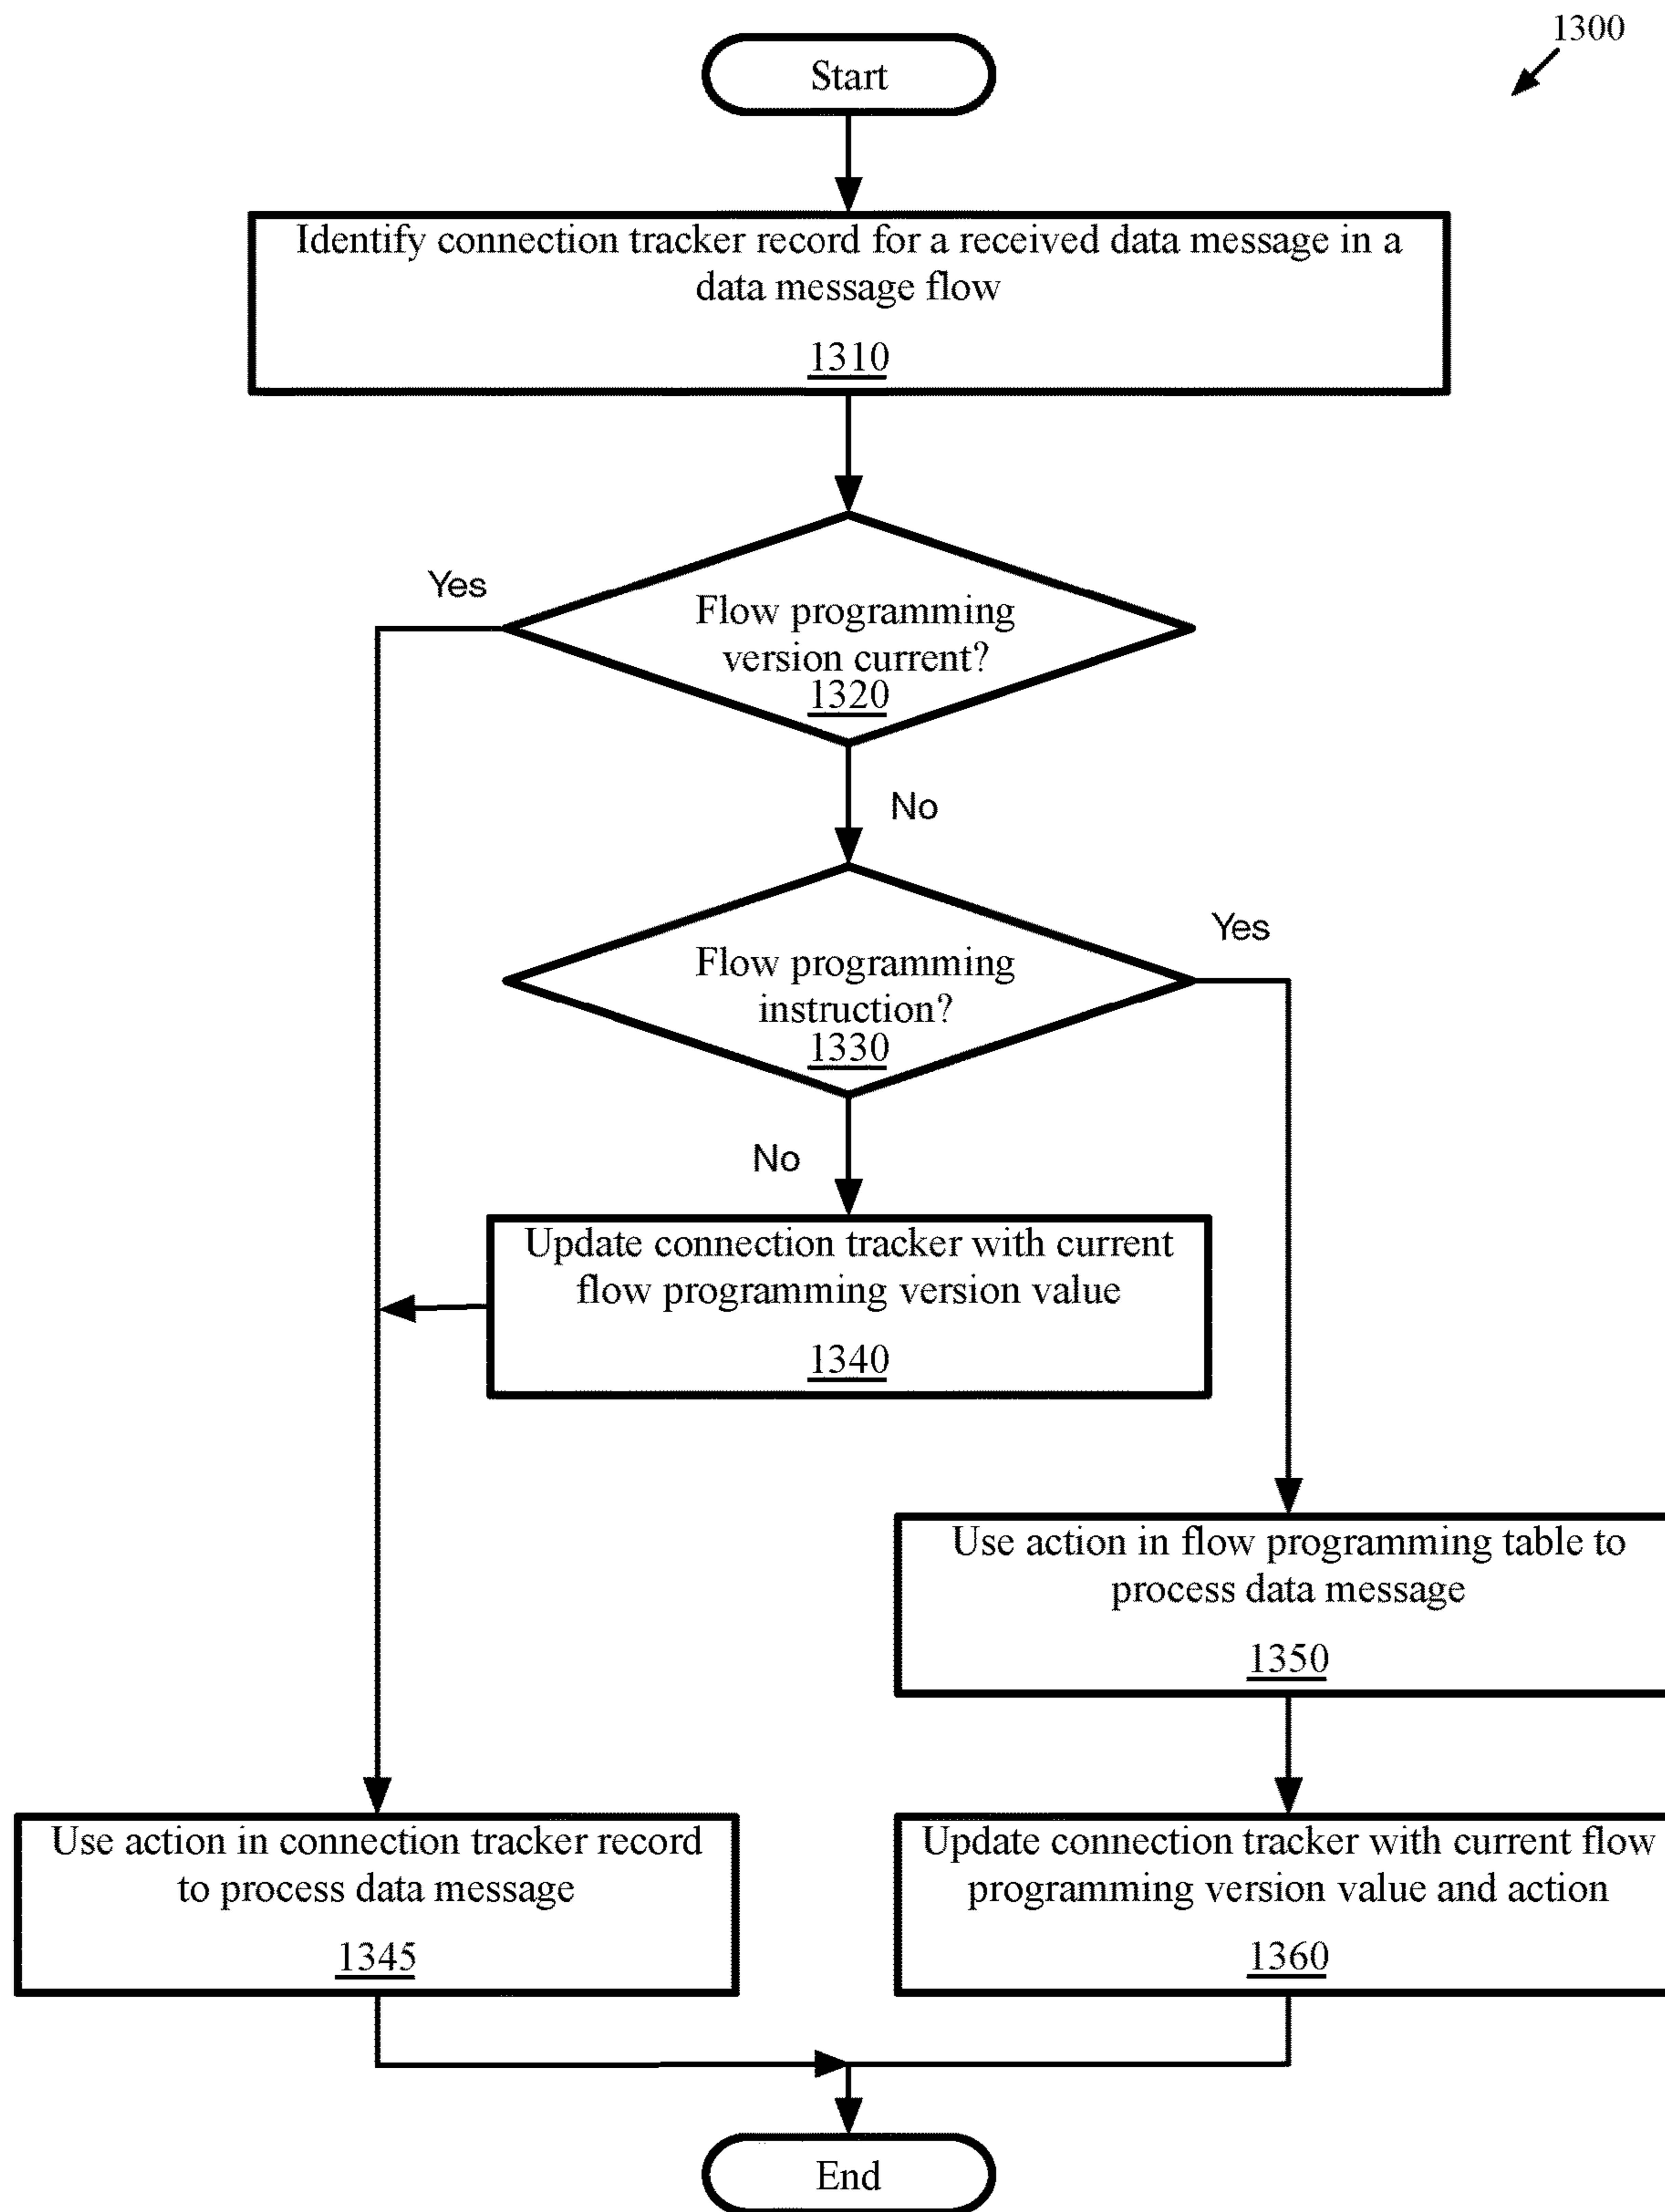 1300
Start
Identify connection tracker record for a received data message in a
data message flow
1310
Yes
Flow programming
version current?
1320
No
Yes
Flow programming
instruction?
1330
No
Update connection tracker with current
flow programming version value
1340
Use action in flow programming table to
process data message
1350
Use action in connection tracker record
to process data message
1345
Update connection tracker with current flow
programming version value and action
1360
End